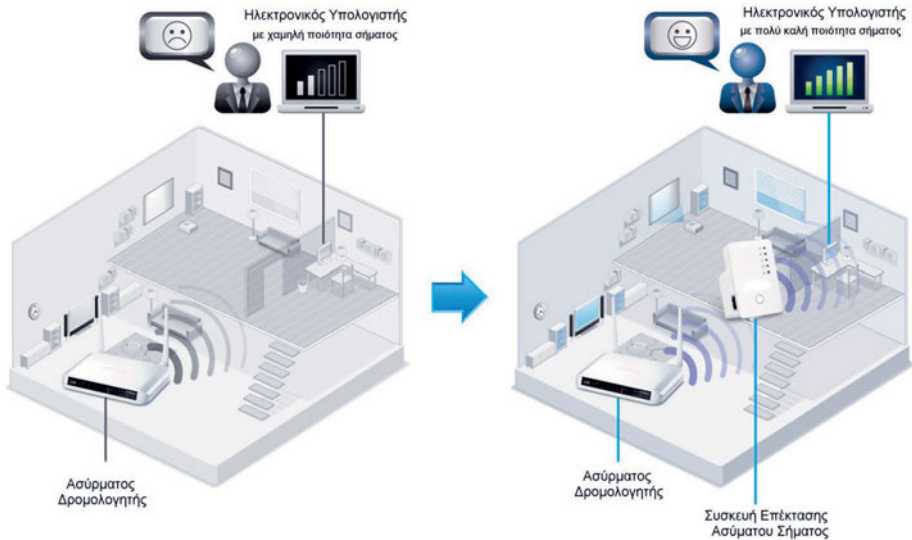 Ηλεκτρονικός Υπολογιστής
με χαμηλή ποιότητα σήματος
Ασύρματος
Δρομολογητής
Ηλεκτρονικός Υπολογιστής
με πολύ καλή ποιότητα σήματος
Ασύρματος
Δρομολογητής
Συσκευή Επέκτασης
Ασύματου Σήματος